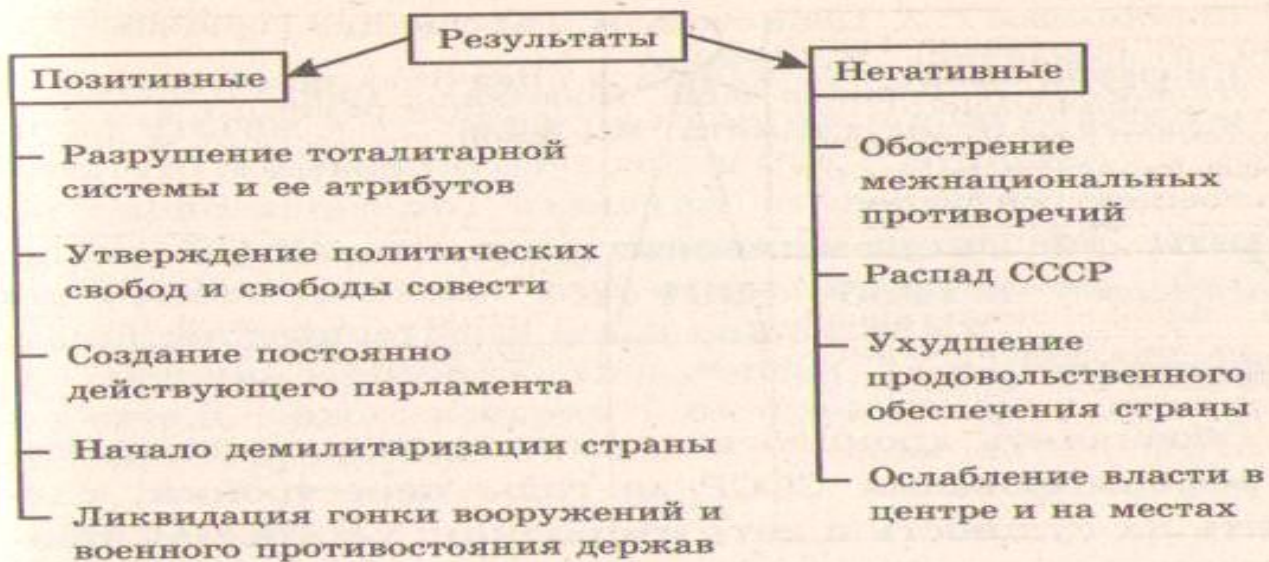 Результаты
Позитивные
Разрушение тоталитарной
системы и ее атрибутов
Утверждение политических
свобод и свободы совести
Создание постоянно
действующего парламента
Начало демилитаризации страны
Ликвидация гонки вооружений и
военного противостояния держав
Негативные
Обострение
межнациональных
противоречий
Распад СССР
Ухудшение
продовольственного
обеспечения страны
Ослабление власти в
центре и на местах